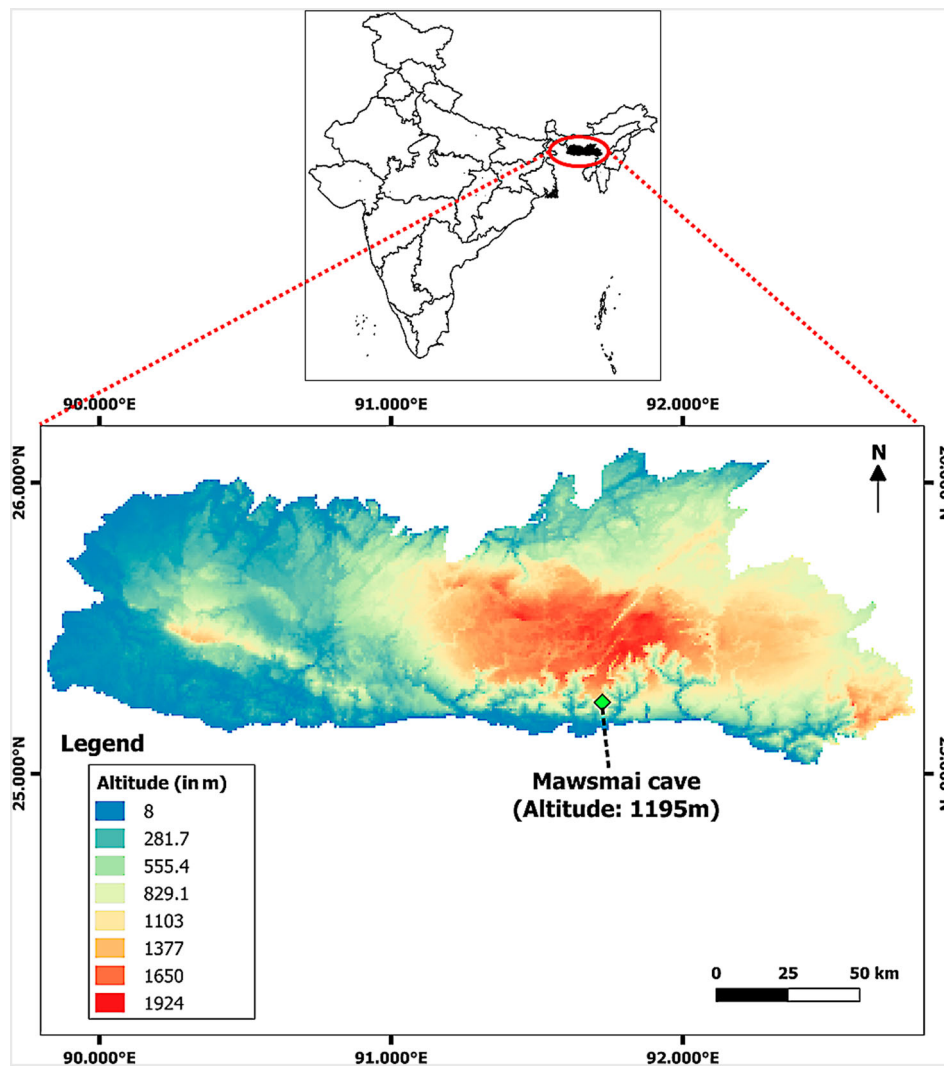 90.000°E 91.000°E 92.000°E
26.000°N
N
25.000°N
Mawsmai cave
(Altitude: 1195m)
Legend
Altitude (in m)
8
281.7
555.4
829.1
1103
1377
1650
1924
0 25 50 km
90.000°E 91.000°E 92.000°E